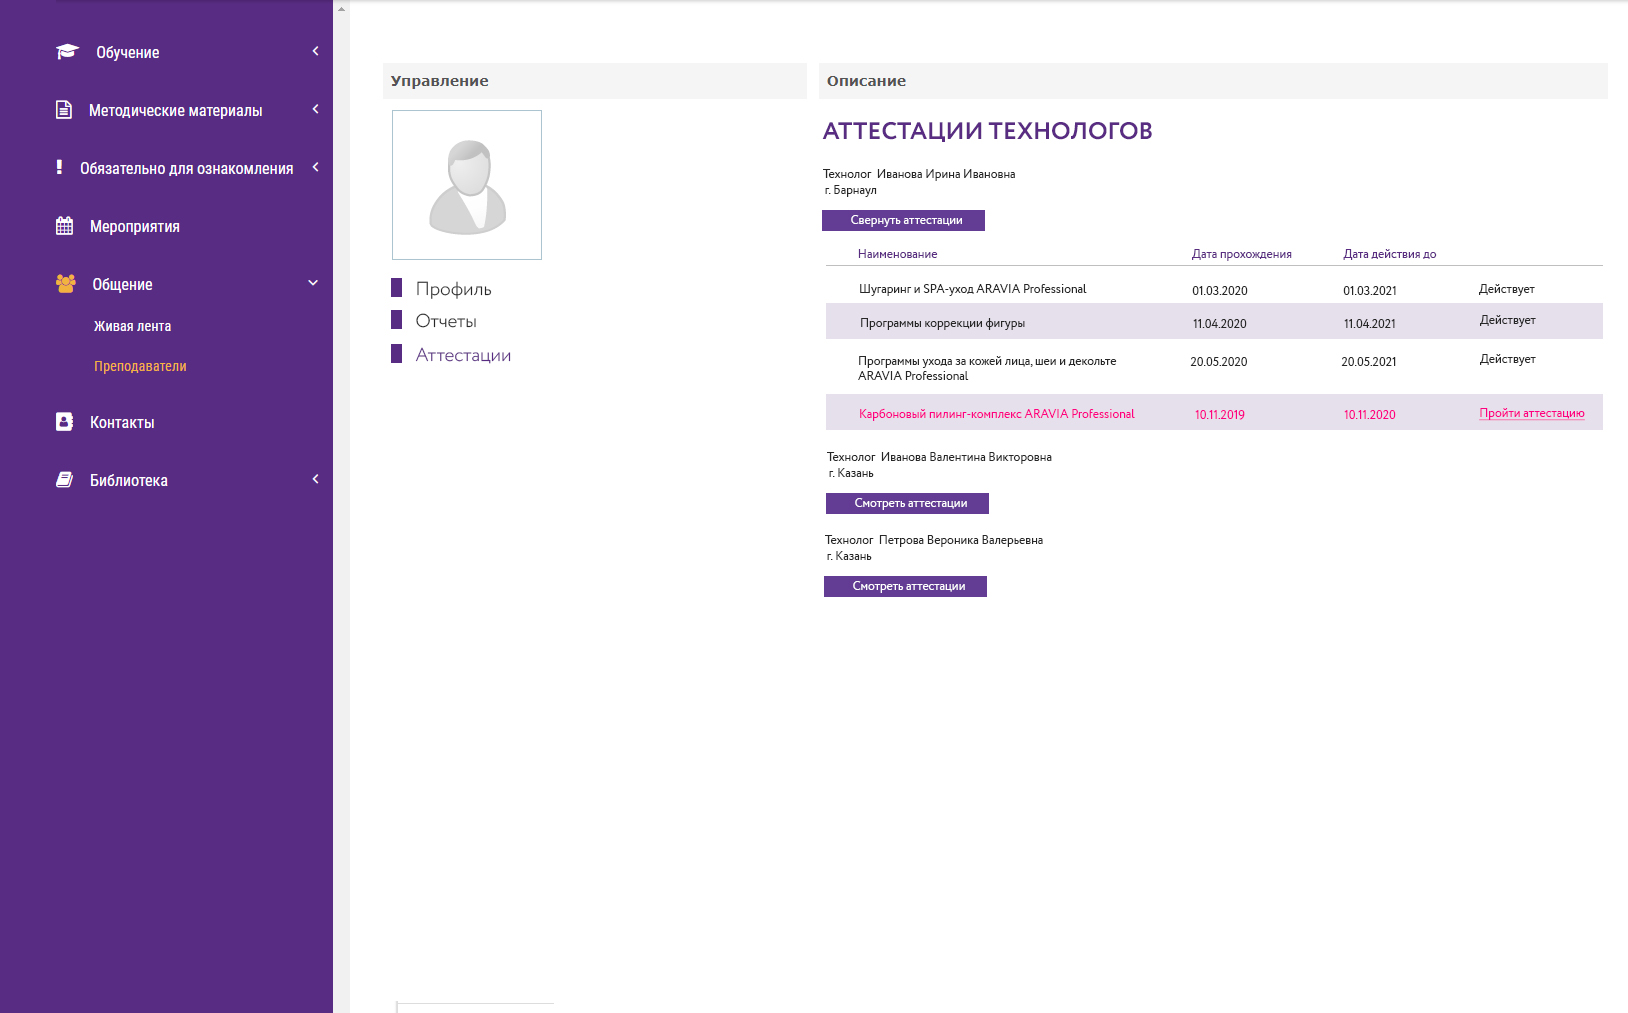 Обучение
Методические материалы
Обязательно для ознакомления
Мероприятия
Общение
Живая лента
Преподаватели
Контакты
Библиотека
Управление
Профиль
Отчеты
Аттестации
Описание
АТТЕСТАЦИИ ТЕХНОЛОГОВ
Технолог Иванова Ирина Ивановна
г. Барнаул
Свернуть аттестации
Наименование Дата прохождения Дата действия до
Шугаринг и SPA-уход ARAVIA Professional 01.03.2020 01.03.2021 Действует
Программы коррекции фигуры 11.04.2020 11.04.2021 Действует
Программы ухода за кожей лица, шеи и декольте 20.05.2020 20.05.2021 Действует
ARAVIA Professional
Карбоновый пилинг-комплекс ARAVIA Professional 10.11.2019 10.11.2020 Пройти аттестацию
Технолог Иванова Валентина Викторовна
г. Казань
Смотреть аттестации
Технолог Петрова Вероника Валерьевна
г. Казань
Смотреть аттестации